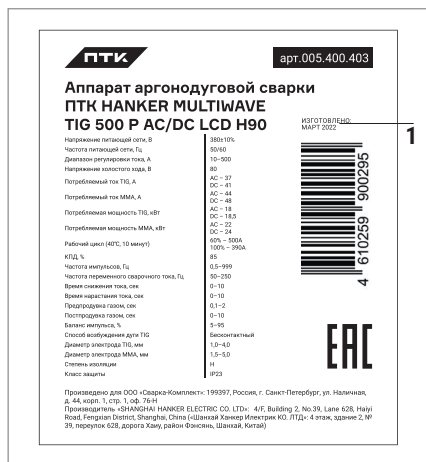 ПТК
арт.005.400.403
Аппарат аргонодуговой сварки
ПТК HANKER MULTIWAVE
TIG 500 P AC/DC LCD H90
ИЗГОТОВЛЕНО:
МАРТ 2022
1
Напряжение питающей сети, В 380±10%
Частота питающей сети, Гц 50/60
Диапазон регулировки тока, А 10–500
Напряжение холостого хода, В 80
Потребляемый ток TIG, А AC – 37
DC – 41
Потребляемый ток MMA, А AC – 44
DC – 48
Потребляемая мощность TIG, кВт AC – 18
DC – 18,5
Потребляемая мощность MMA, кВт AC – 22
DC – 24
Рабочий цикл (40℃, 10 минут) 60% – 500A
100% – 390A
КПД, % 85
Частота импульсов, Гц 0,5–999
Частота переменного сварочного тока, Гц 50–250
Время снижения тока, сек 0–10
Время нарастания тока, сек 0–10
Предпродувка газом, сек 0,1–2
Постпродувка газом, сек 0–10
Баланс импульса, % 5–95
Способ возбуждения дуги TIG Бесконтактный
Диаметр электрода TIG, мм 1,0–4,0
Диаметр электрода MMA, мм 1,5–5,0
Степень изоляции H
Класс защиты IP23
4 610259 900295
EAC
Произведено для ООО «Сварка-Комплект»: 199397, Россия, г. Санкт-Петербург, ул. Наличная,
д. 44, корп. 1, стр. 1, оф. 76-Н
Производитель «SHANGHAI HANKER ELECTRIC CO. LTD»: 4/F, Building 2, No.39, Lane 628, Haiyi
Road, Fengxian District, Shanghai, China («Шанхай Ханкер Илектрик КО. ЛТД»: 4 этаж, здание 2, №
39, переулок 628, дорога Хаиу, район Фэнсянь, Шанхай, Китай)